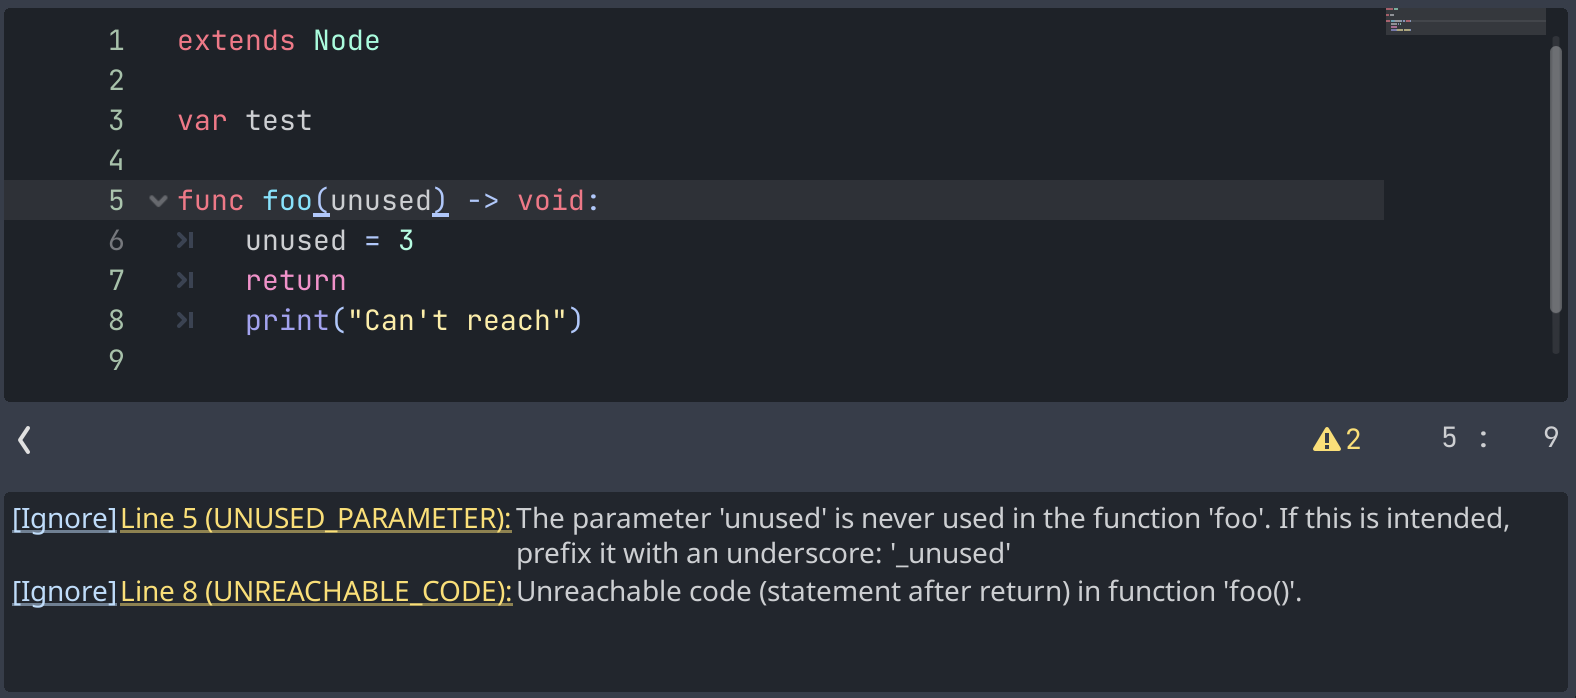 1 extends Node
2
3 var test
4
5 func foo(unused) -> void:
6 unused = 3
7 return
8 print("Can't reach")
9
2 5 : 9
[Ignore] Line 5 (UNUSED_PARAMETER): The parameter 'unused' is never used in the function 'foo'. If this is intended,
prefix it with an underscore: '_unused'
[Ignore] Line 8 (UNREACHABLE_CODE): Unreachable code (statement after return) in function 'foo()'.